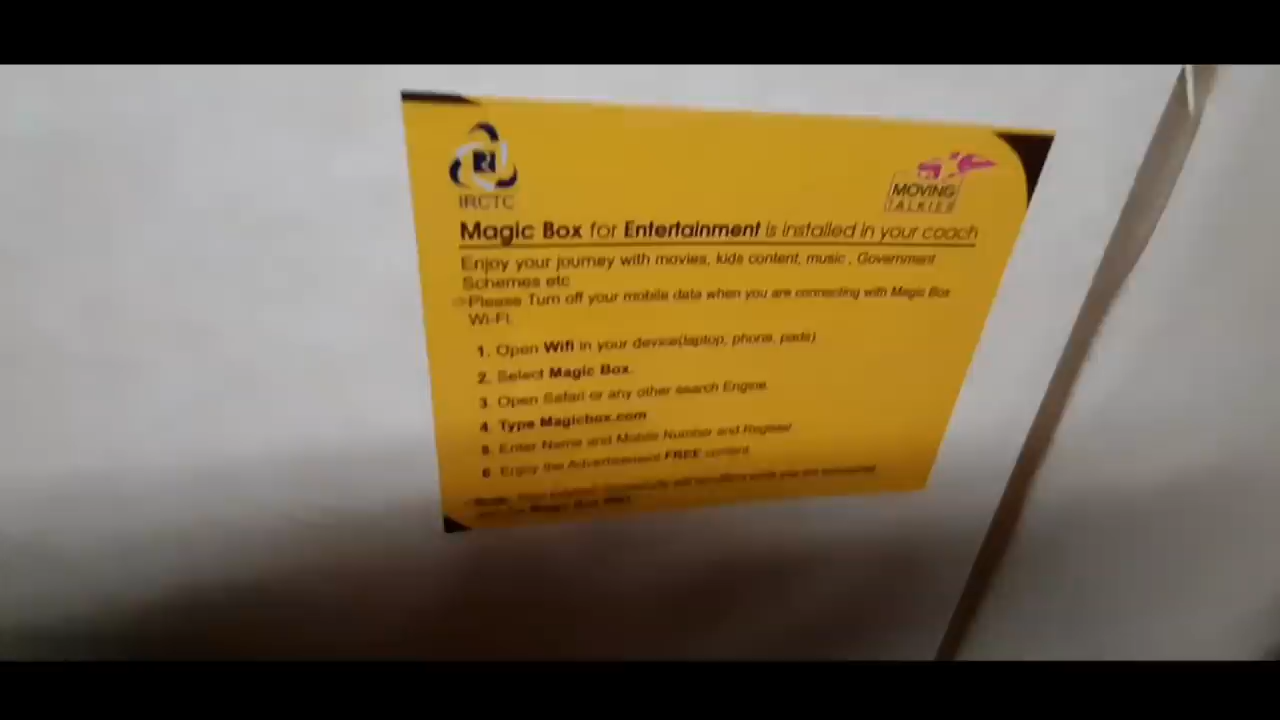 IRCTC
MOVING
TALKIES
Magic Box for Entertainment is installed in your coach
Enjoy your journey with movies, kids content, music , Government
Schemes etc
Please Turn off your mobile data when you are connecting with Magic Box
Wi-Fi.
1. Open Wifi in your device(laptop, phone, pads)
2. Select Magic Box.
3. Open Safari or any other search Engine.
4. Type Magicbox.com
5. Enter Name and Mobile Number and Register
6. Enjoy the Advertisement FREE content
Note:
Magic Box WiFi